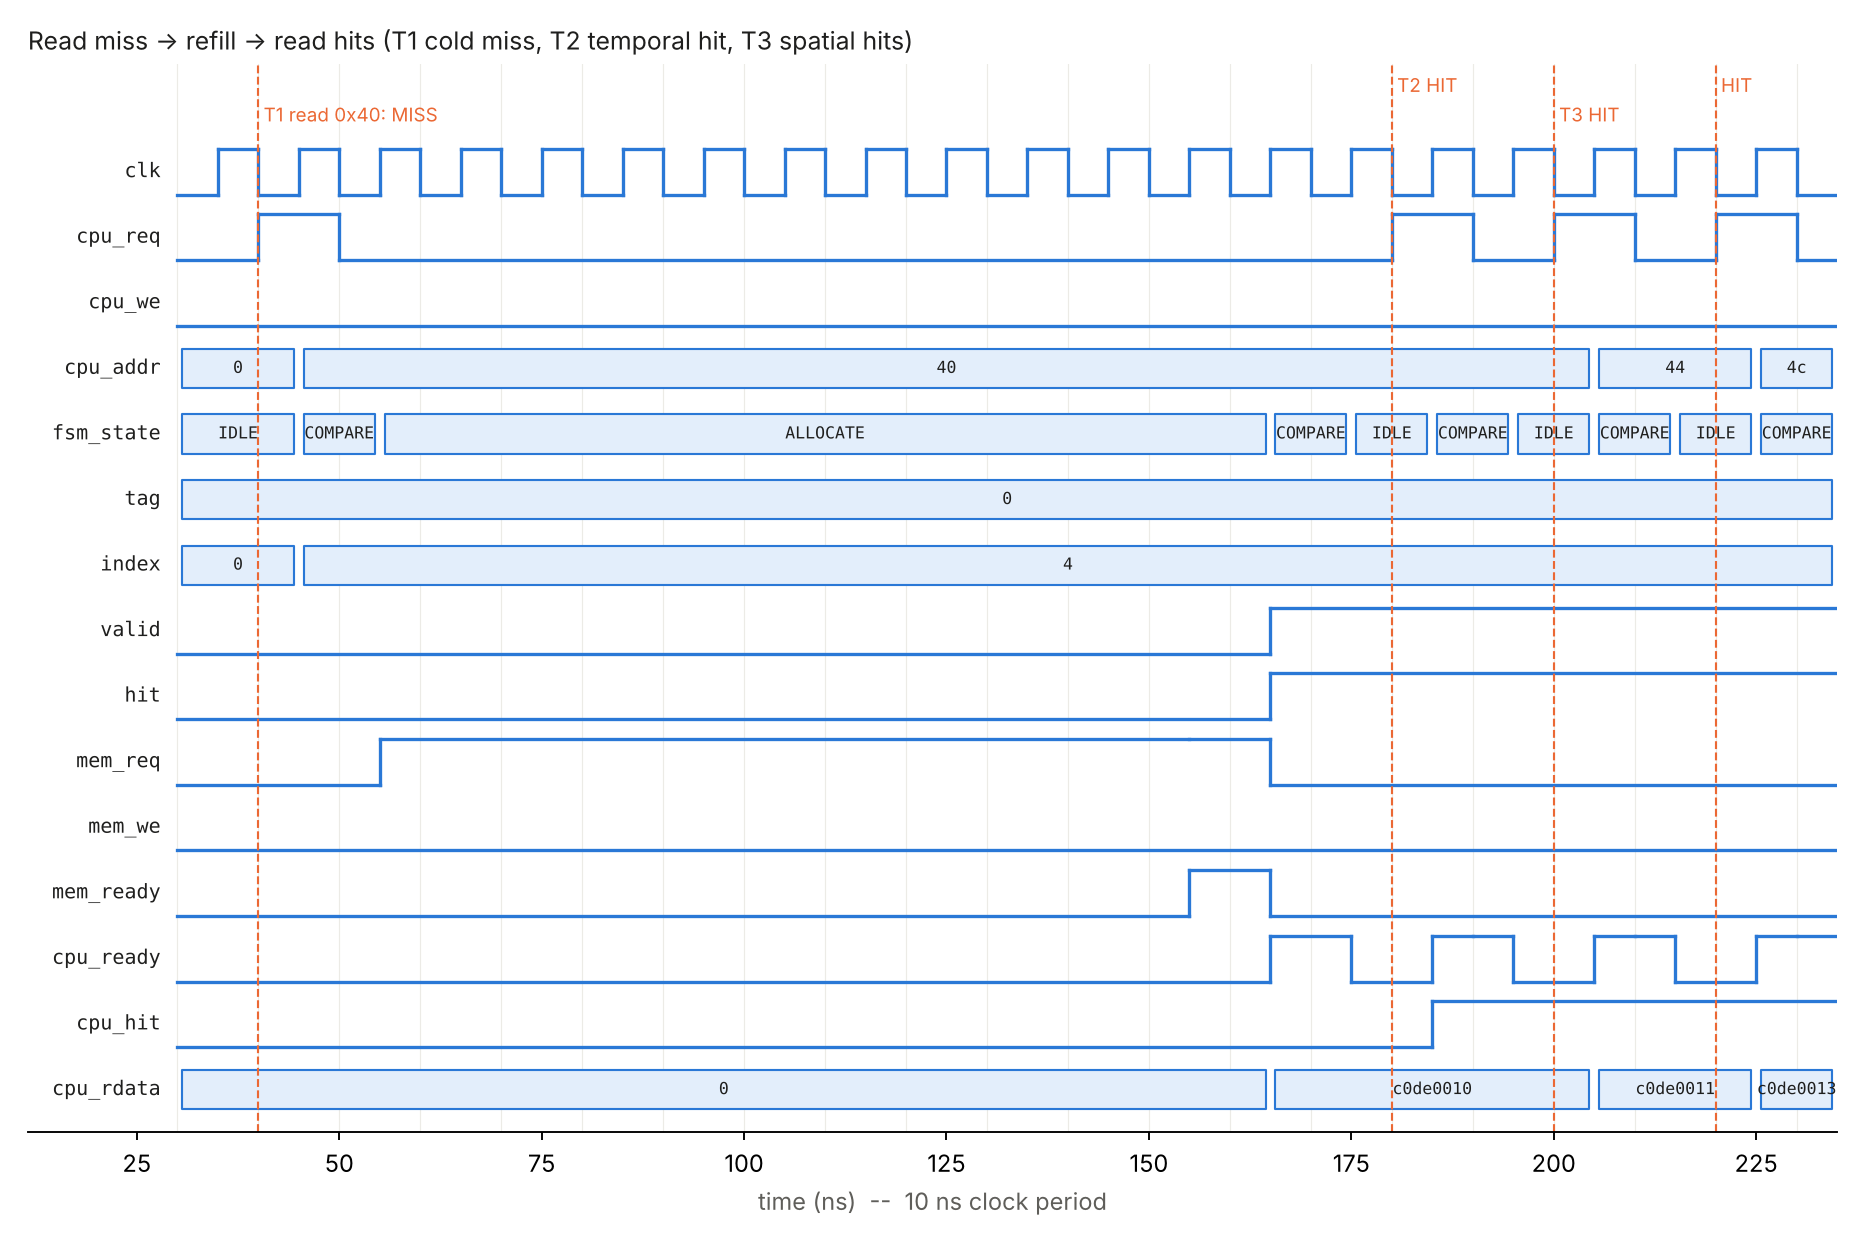 Read miss → refill → read hits (T1 cold miss, T2 temporal hit, T3 spatial hits)
T2 HIT
HIT
T1 read 0x40: MISS
T3 HIT
clk
cpu_req
cpu_we
cpu_addr 0 40 44 4c
fsm_state IDLE COMPARE ALLOCATE COMPARE IDLE COMPARE IDLE COMPARE IDLE COMPARE
tag 0
index 0 4
valid
hit
mem_req
mem_we
mem_ready
cpu_ready
cpu_hit
cpu_rdata 0 c0de0010 c0de0011 c0de0013
25 50 75 100 125 150 175 200 225
time (ns) -- 10 ns clock period